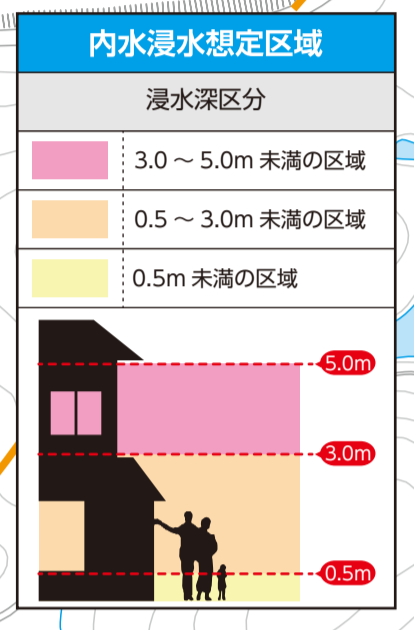 内水浸水想定区域
浸水深区分
3.0 ～ 5.0m 未満の区域
0.5 ～ 3.0m 未満の区域
0.5m 未満の区域
5.0m
3.0m
0.5m